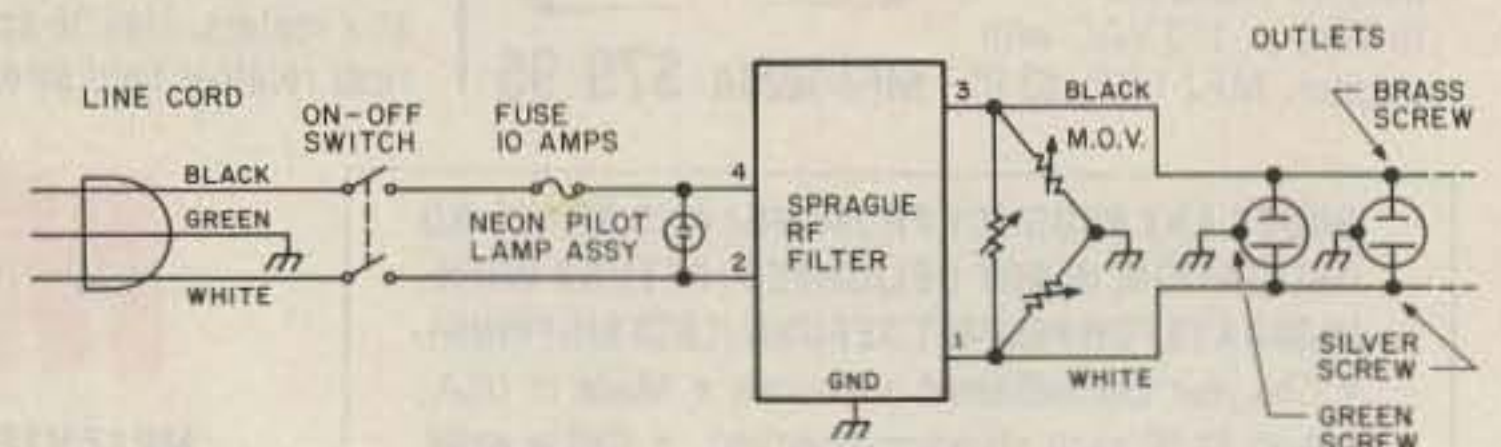 OUTLETS
LINE CORD
ON-OFF
SWITCH
FUSE
10 AMPS
BLACK
GREEN
WHITE
NEON PILOT
LAMP ASSY
4
2
SPRAGUE
RF
FILTER
GND
3
1
BLACK
M.O.V.
WHITE
BRASS
SCREW
SILVER
SCREW
GREEN
SCREW